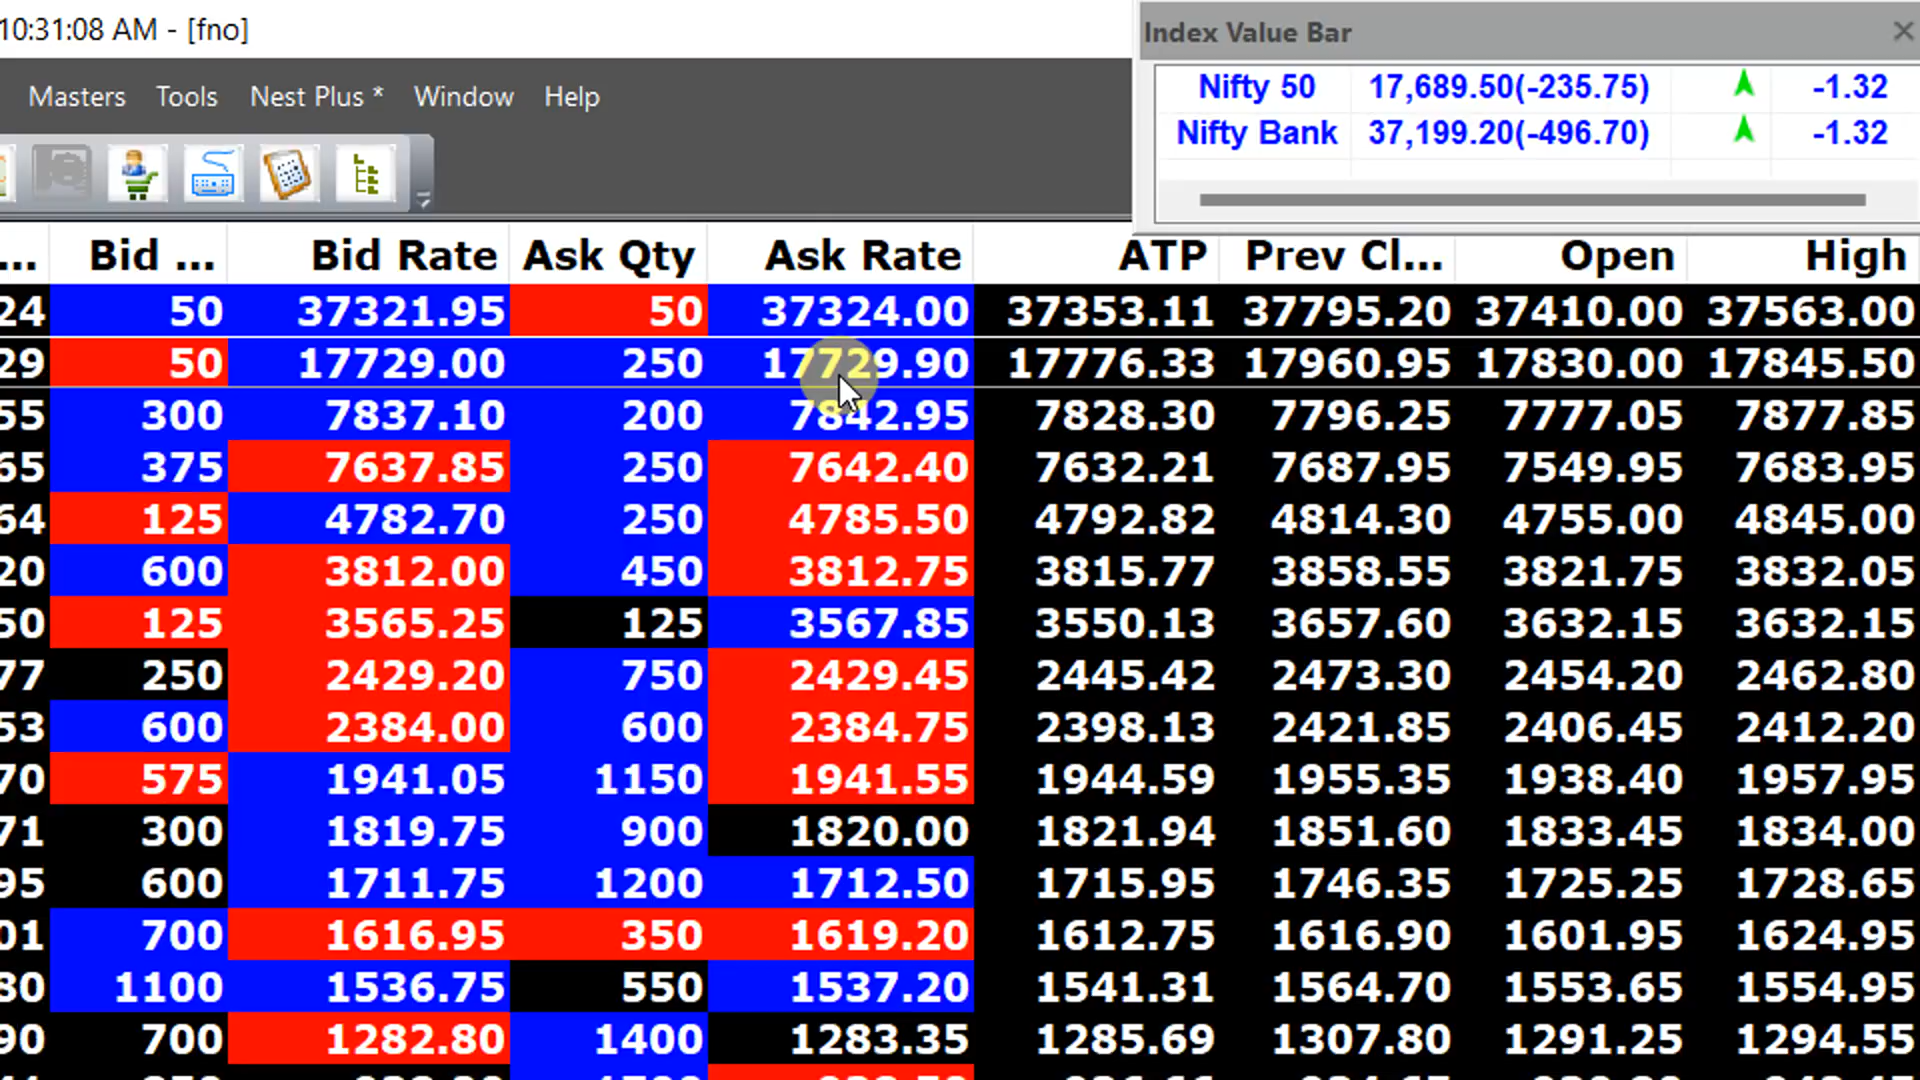 10:31:08 AM - [fno]
Index Value Bar
Masters Tools Nest Plus * Window Help
Nifty 50 17,689.50(-235.75) -1.32
Nifty Bank 37,199.20(-496.70) -1.32
... Bid ... Bid Rate Ask Qty Ask Rate ATP Prev Cl... Open High
24 50 37321.95 50 37324.00 37353.11 37795.20 37410.00 37563.00
29 50 17729.00 250 17729.90 17776.33 17960.95 17830.00 17845.50
55 300 7837.10 200 7842.95 7828.30 7796.25 7777.05 7877.85
65 375 7637.85 250 7642.40 7632.21 7687.95 7549.95 7683.95
64 125 4782.70 250 4785.50 4792.82 4814.30 4755.00 4845.00
20 600 3812.00 450 3812.75 3815.77 3858.55 3821.75 3832.05
50 125 3565.25 125 3567.85 3550.13 3657.60 3632.15 3632.15
77 250 2429.20 750 2429.45 2445.42 2473.30 2454.20 2462.80
53 600 2384.00 600 2384.75 2398.13 2421.85 2406.45 2412.20
70 575 1941.05 1150 1941.55 1944.59 1955.35 1938.40 1957.95
71 300 1819.75 900 1820.00 1821.94 1851.60 1833.45 1834.00
95 600 1711.75 1200 1712.50 1715.95 1746.35 1725.25 1728.65
01 700 1616.95 350 1619.20 1612.75 1616.90 1601.95 1624.95
80 1100 1536.75 550 1537.20 1541.31 1564.70 1553.65 1554.95
90 700 1282.80 1400 1283.35 1285.69 1307.80 1291.25 1294.55